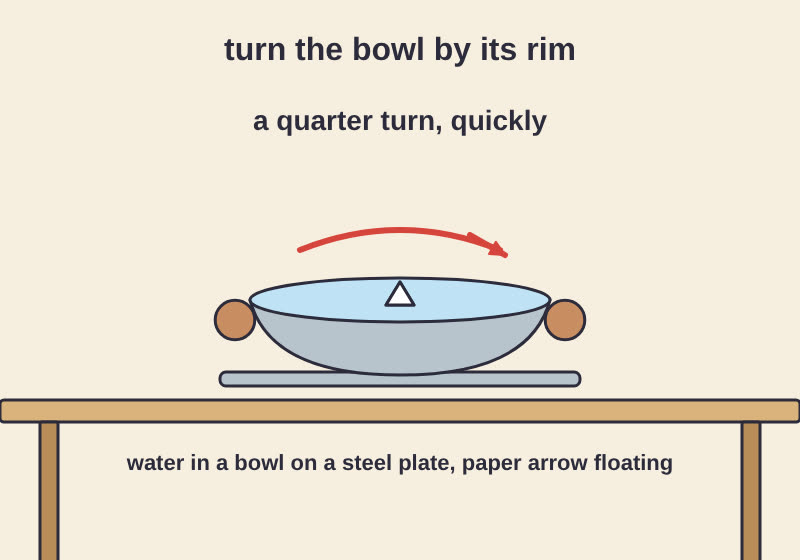 turn the bowl by its rim
a quarter turn, quickly
water in a bowl on a steel plate, paper arrow floating